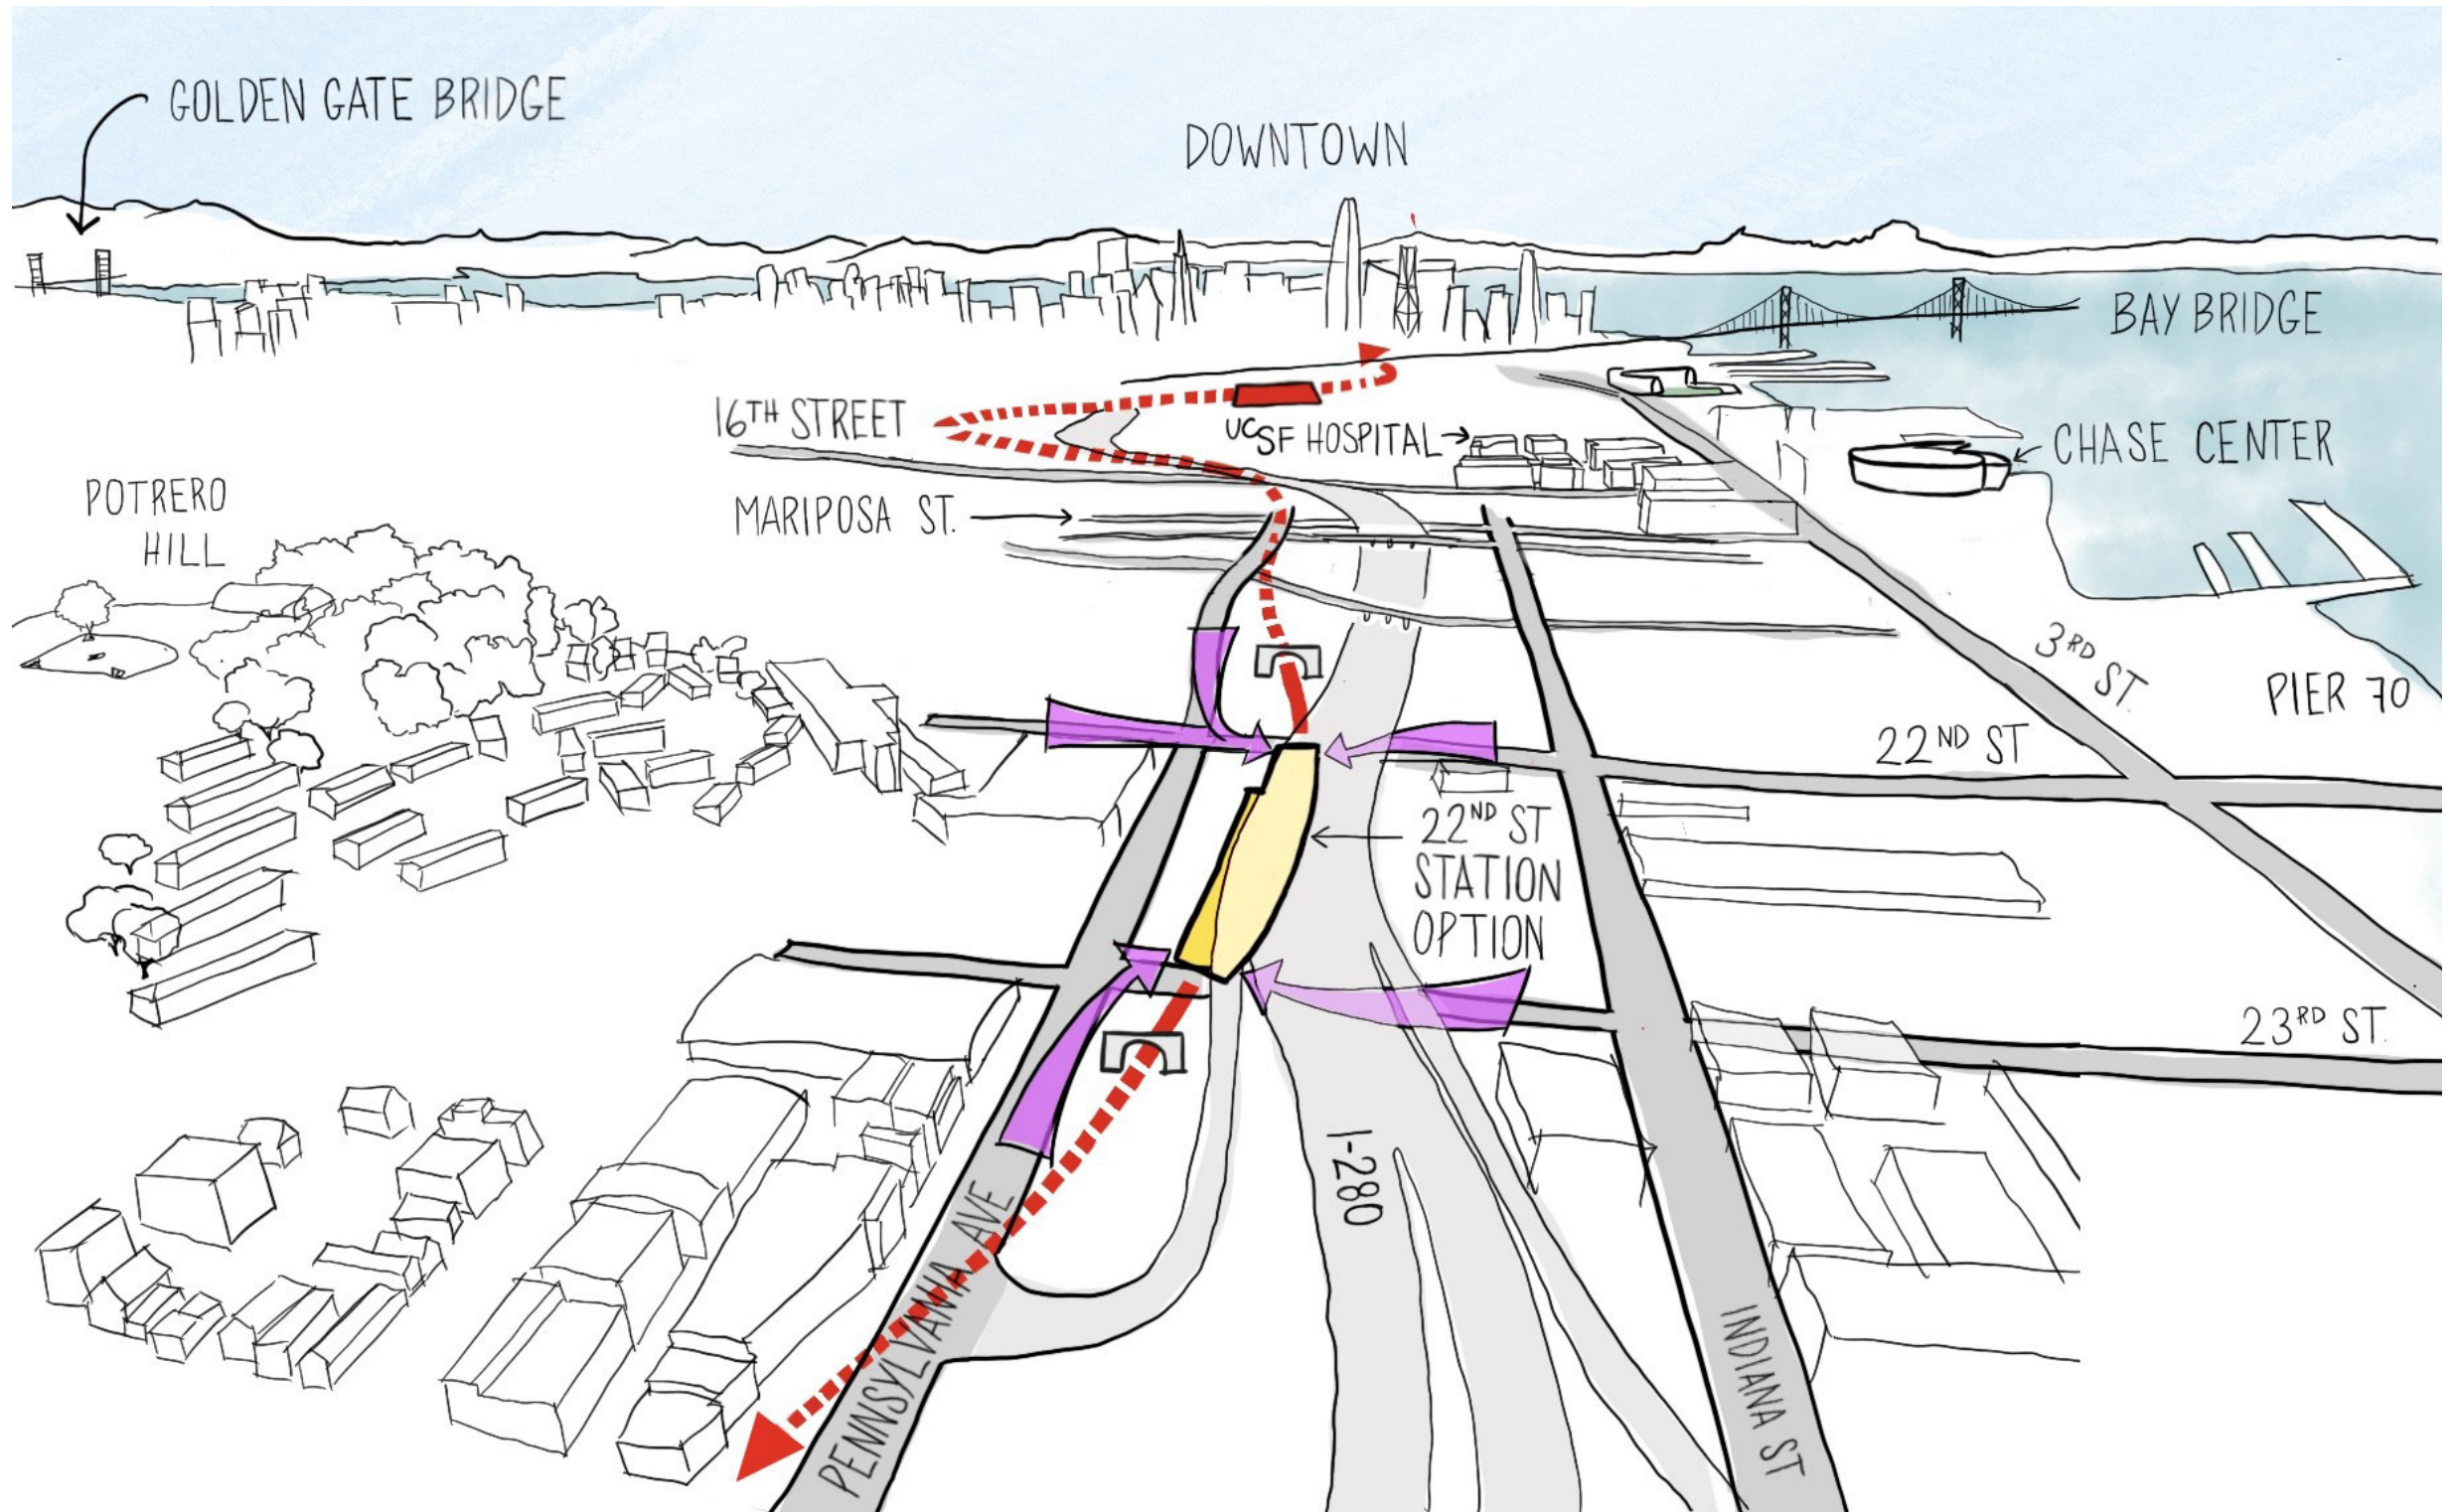 GOLDEN GATE BRIDGE
DOWNTOWN
BAY BRIDGE
16TH STREET
UCSF HOSPITAL
CHASE CENTER
POTRERO
HILL
MARIPOSA ST.
3RD ST.
PIER 70
22ND ST
22ND ST
STATION
OPTION
23RD ST.
I-280
PENNSYLVANIA AVE
INDIANA ST